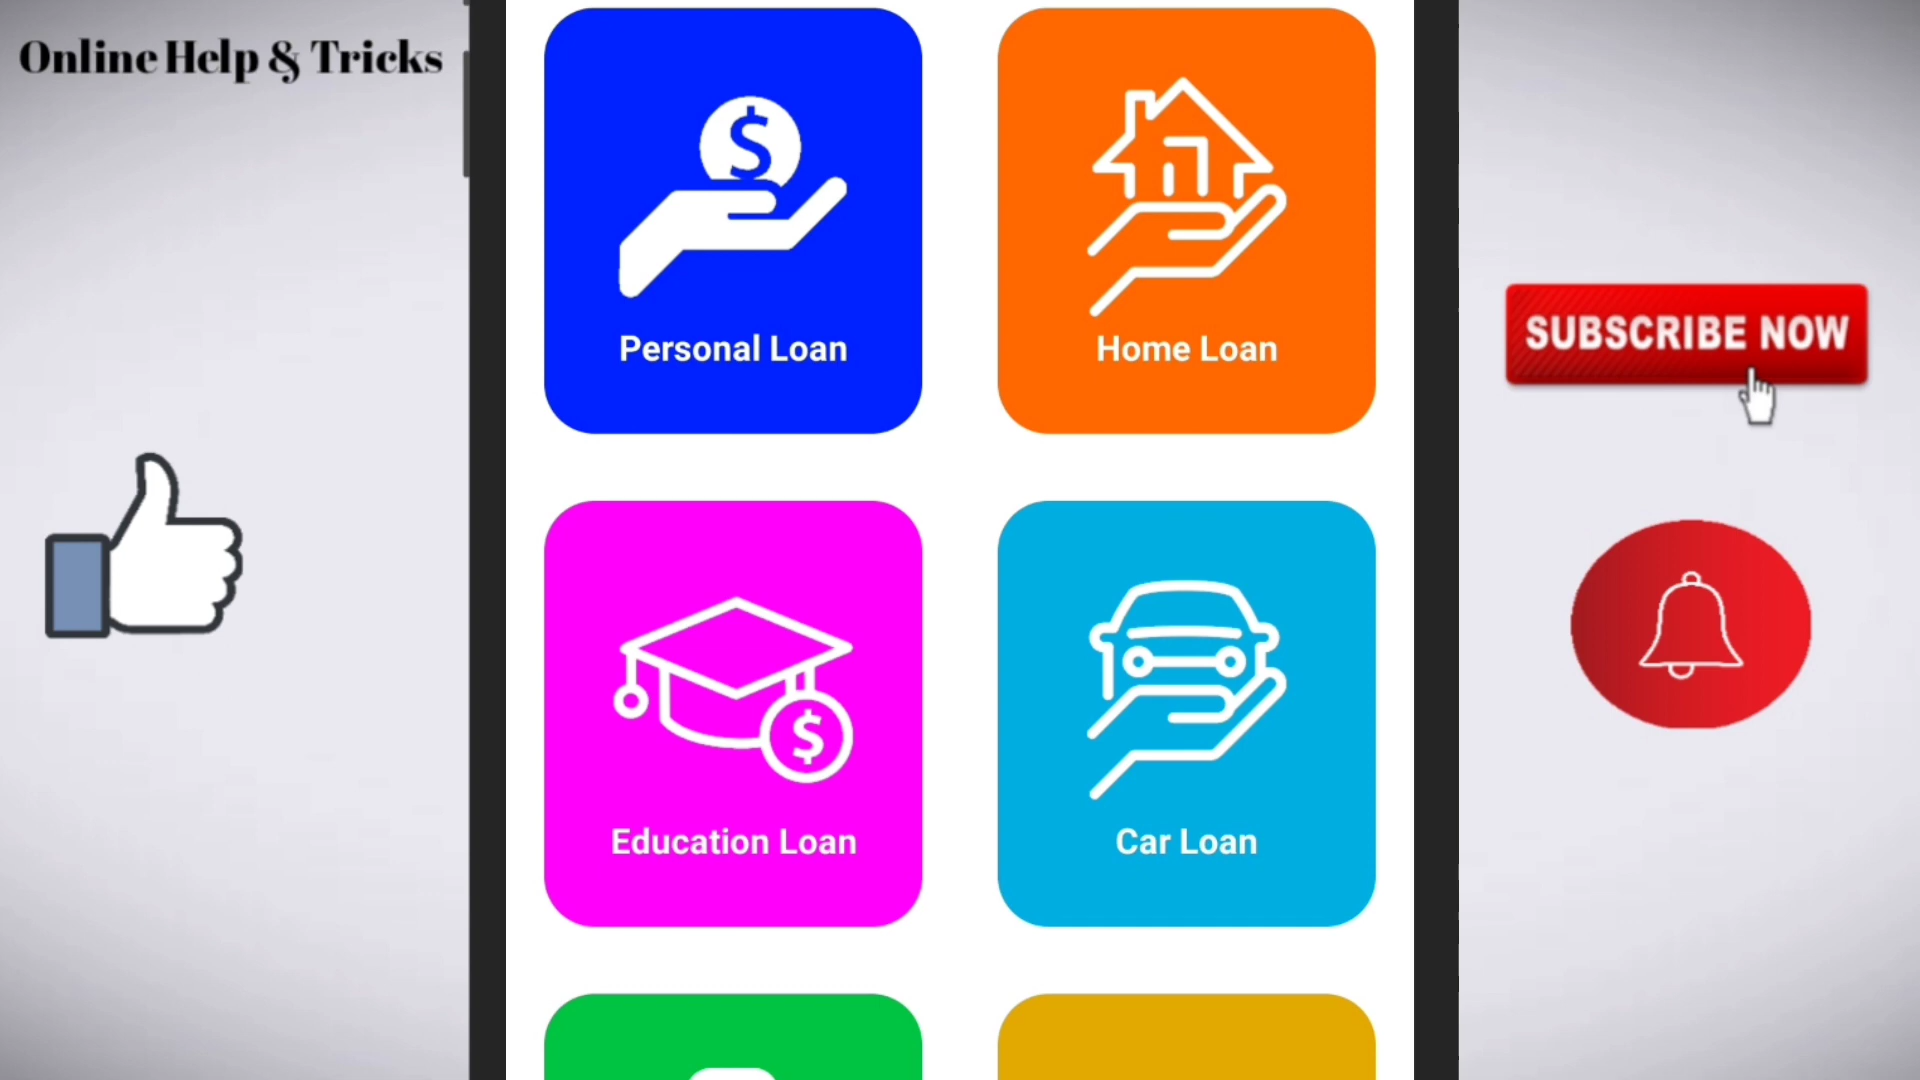 Online Help & Tricks
Personal Loan
Home Loan
SUBSCRIBE NOW
Education Loan
Car Loan